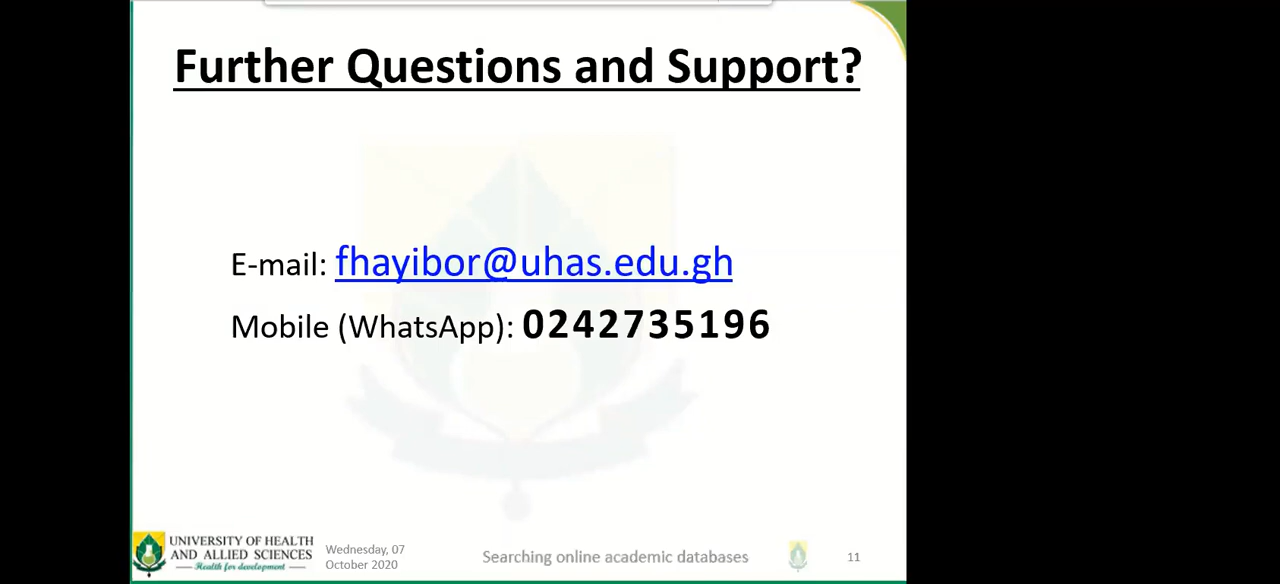 Further Questions and Support?
E-mail: fhayibor@uhas.edu.gh
Mobile (WhatsApp): 0242735196
UNIVERSITY OF HEALTH
AND ALLIED SCIENCES
Health for development
Wednesday, 07
October 2020
Searching online academic databases
11